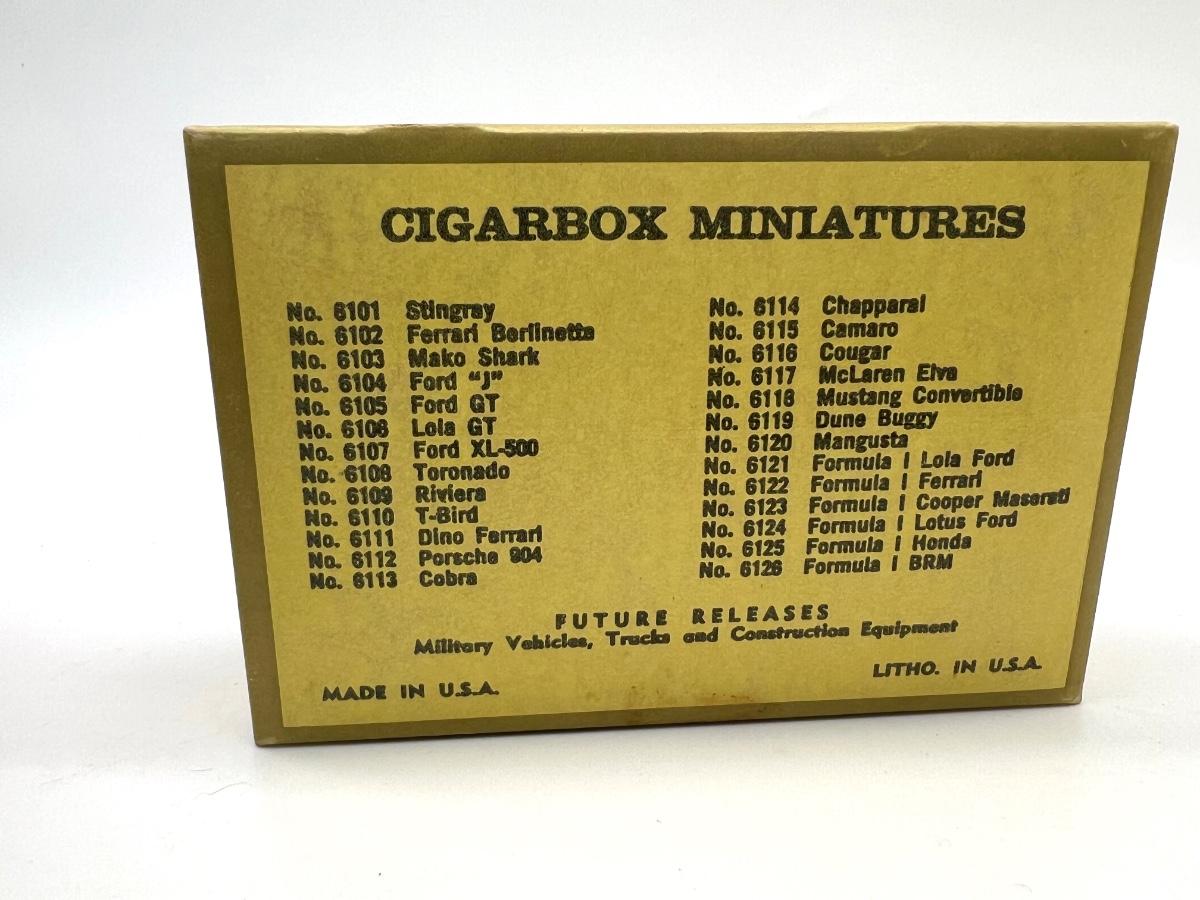 CIGARBOX MINIATURES
No. 6101 Stingray
No. 6102 Ferrari Berlinetta
No. 6103 Mako Shark
No. 6104 Ford "J"
No. 6105 Ford GT
No. 6106 Lola GT
No. 6107 Ford XL-500
No. 6108 Toronado
No. 6109 Riviera
No. 6110 T-Bird
No. 6111 Dino Ferrari
No. 6112 Porsche 904
No. 6113 Cobra
No. 6114 Chapparal
No. 6115 Camaro
No. 6116 Cougar
No. 6117 McLaren Elva
No. 6118 Mustang Convertible
No. 6119 Dune Buggy
No. 6120 Mangusta
No. 6121 Formula I Lola Ford
No. 6122 Formula I Ferrari
No. 6123 Formula I Cooper Maserati
No. 6124 Formula I Lotus Ford
No. 6125 Formula I Honda
No. 6126 Formula I BRM
FUTURE RELEASES
Military Vehicles, Trucks and Construction Equipment
MADE IN U.S.A.
LITHO. IN U.S.A.